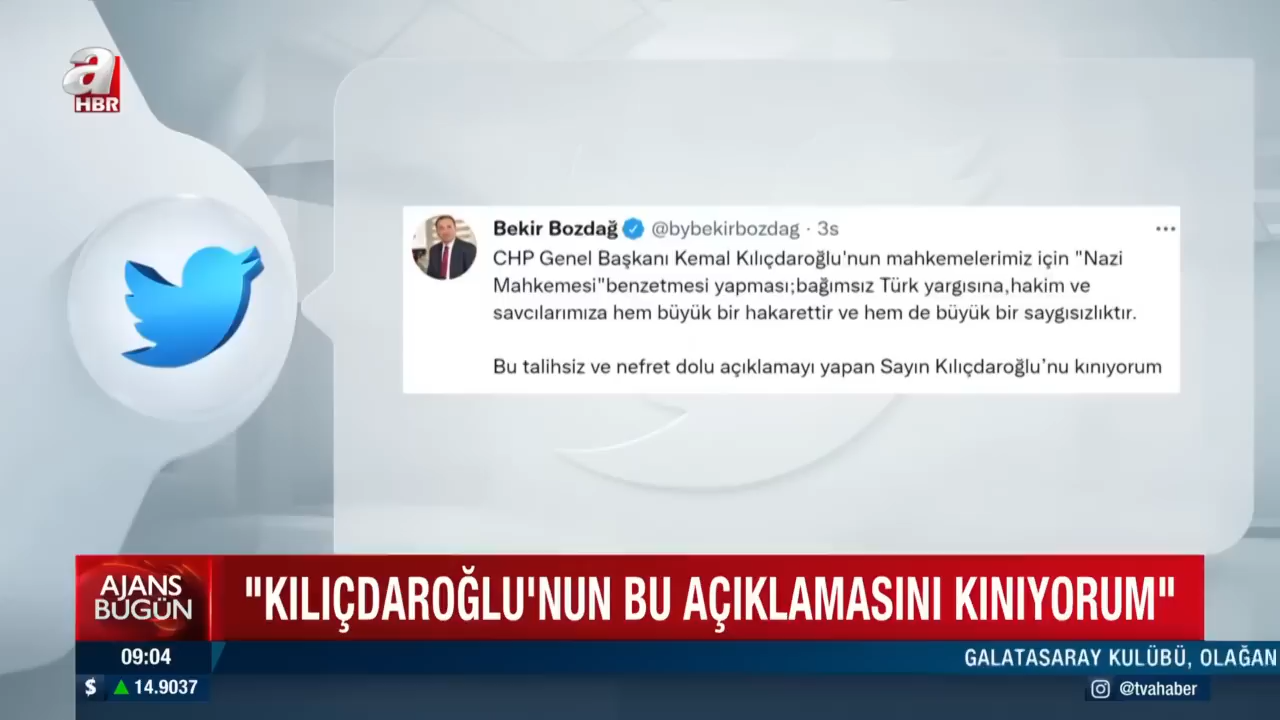 a
HBR
Bekir Bozdağ @bybekirbozdag · 3s
CHP Genel Başkanı Kemal Kılıçdaroğlu'nun mahkemelerimiz için "Nazi
Mahkemesi"benzetmesi yapması;bağımsız Türk yargısına,hakim ve
savcılarımıza hem büyük bir hakarettir ve hem de büyük bir saygısızlıktır.
Bu talihsiz ve nefret dolu açıklamayı yapan Sayın Kılıçdaroğlu’nu kınıyorum
AJANS
BUGÜN
"KILIÇDAROĞLU'NUN BU AÇIKLAMASINI KINIYORUM"
09:04
GALATASARAY KULÜBÜ, OLAĞAN
$ 14.9037
@tvahaber